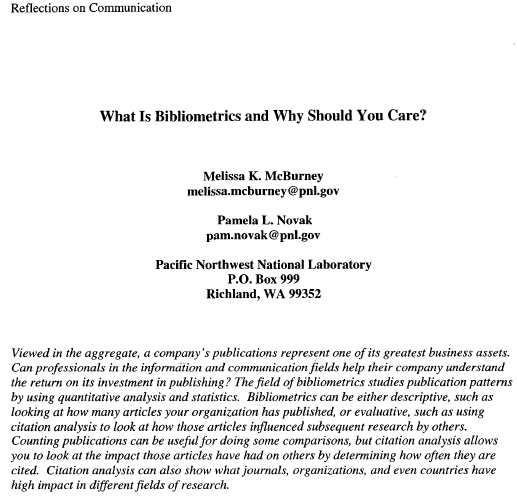 Reflections on Communication
What Is Bibliometrics and Why Should You Care?
Melissa K. McBurney
melissa.mcburney@pnl.gov
Pamela L. Novak
pam.novak@pnl.gov
Pacific Northwest National Laboratory
P.O. Box 999
Richland, WA 99352
Viewed in the aggregate, a company's publications represent one of its greatest business assets.
Can professionals in the information and communication fields help their company understand
the return on its investment in publishing? The field of bibliometrics studies publication patterns
by using quantitative analysis and statistics. Bibliometrics can be either descriptive, such as
looking at how many articles your organization has published, or evaluative, such as using
citation analysis to look at how those articles influenced subsequent research by others.
Counting publications can be useful for doing some comparisons, but citation analysis allows
you to look at the impact those articles have had on others by determining how often they are
cited. Citation analysis can also show what journals, organizations, and even countries have
high impact in different fields of research.